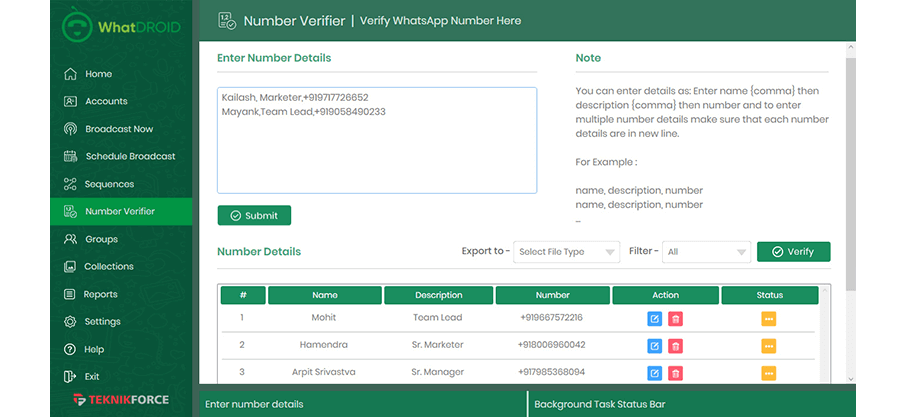 WhatDROID
Number Verifier | Verify WhatsApp Number Here
Home
Accounts
Broadcast Now
Schedule Broadcast
Sequences
Number Verifier
Groups
Collections
Reports
Settings
Help
Exit
TEKNIKFORCE
Enter Number Details
Kailash, Marketer,+919717726652
Mayank,Team Lead,+919058490233
Submit
Note
You can enter details as: Enter name {comma} then
description {comma} then number and to enter
multiple number details make sure that each number
details are in new line.
For Example :
name, description, number
name, description, number
...
Number Details
Export to - Select File Type Filter - All Verify
# Name Description Number Action Status
1 Mohit Team Lead +919667572216
2 Hamendra Sr. Marketer +918006960042
3 Arpit Srivastva Sr. Manager +917985368094
Enter number details
Background Task Status Bar